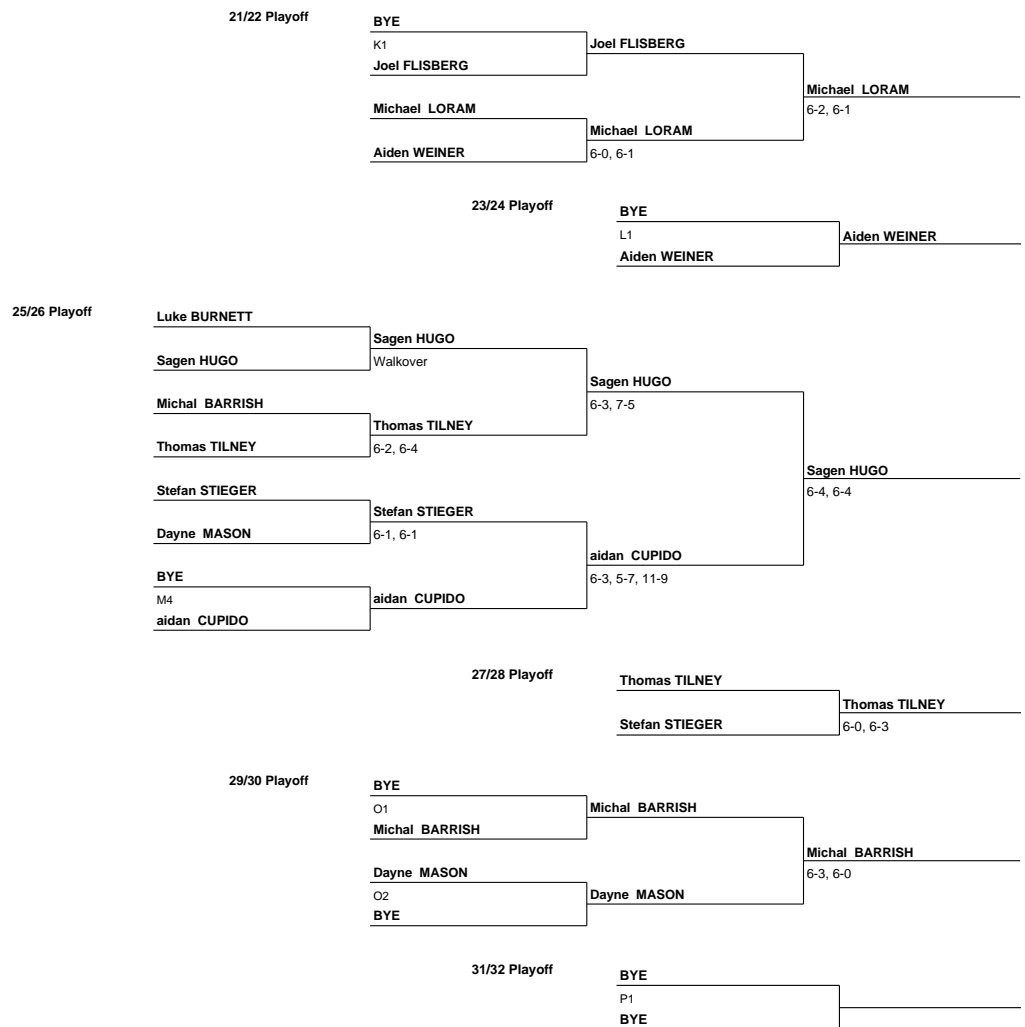 21/22 Playoff
BYE
K1
Joel FLISBERG
Joel FLISBERG
Michael LORAM
Aiden WEINER
Michael LORAM
6-0, 6-1
Michael LORAM
6-2, 6-1
23/24 Playoff
BYE
L1
Aiden WEINER
Aiden WEINER
25/26 Playoff
Luke BURNETT
Sagen HUGO
Sagen HUGO
Walkover
Michal BARRISH
Thomas TILNEY
Thomas TILNEY
6-2, 6-4
Sagen HUGO
6-3, 7-5
Stefan STIEGER
Dayne MASON
Stefan STIEGER
6-1, 6-1
BYE
M4
aidan CUPIDO
aidan CUPIDO
aidan CUPIDO
6-3, 5-7, 11-9
Sagen HUGO
6-4, 6-4
27/28 Playoff
Thomas TILNEY
Stefan STIEGER
Thomas TILNEY
6-0, 6-3
29/30 Playoff
BYE
O1
Michal BARRISH
Michal BARRISH
Dayne MASON
O2
BYE
Dayne MASON
Michal BARRISH
6-3, 6-0
31/32 Playoff
BYE
P1
BYE